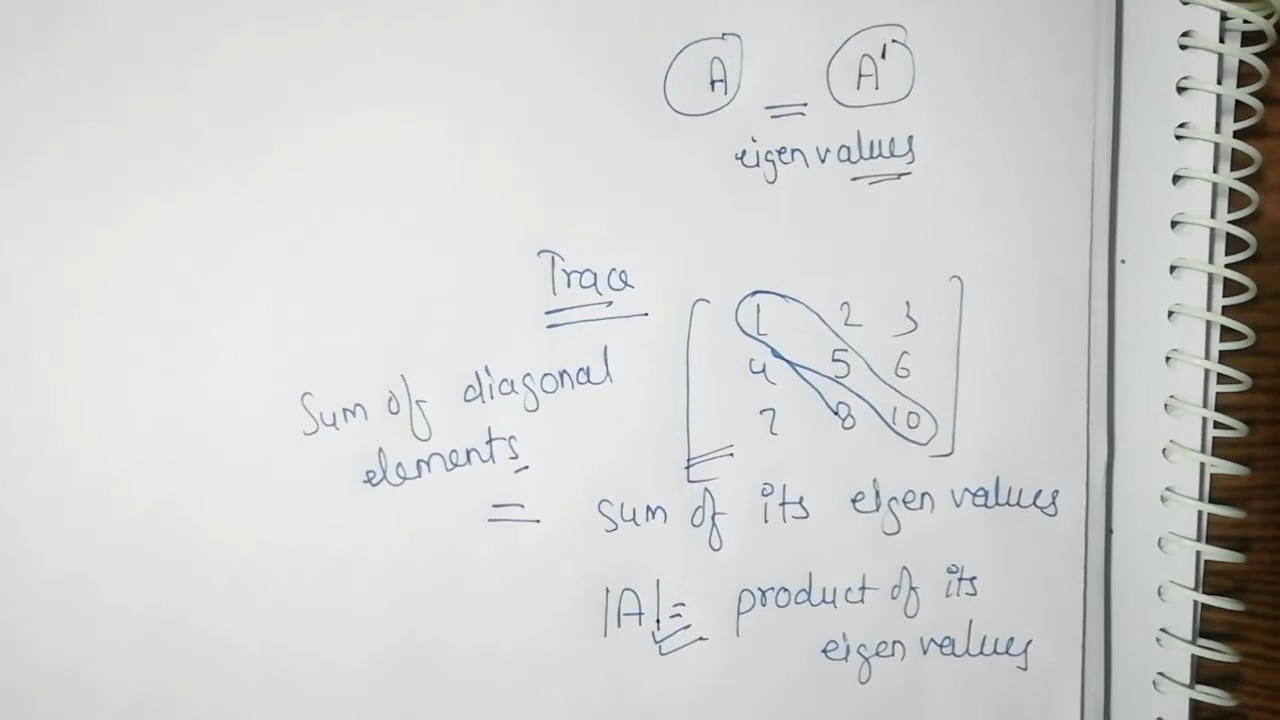 A = A'
eigen values
Trace
1 2 3
4 5 6
7 8 10
Sum of diagonal
elements
= sum of its eigen values
|A| = product of its
eigen values